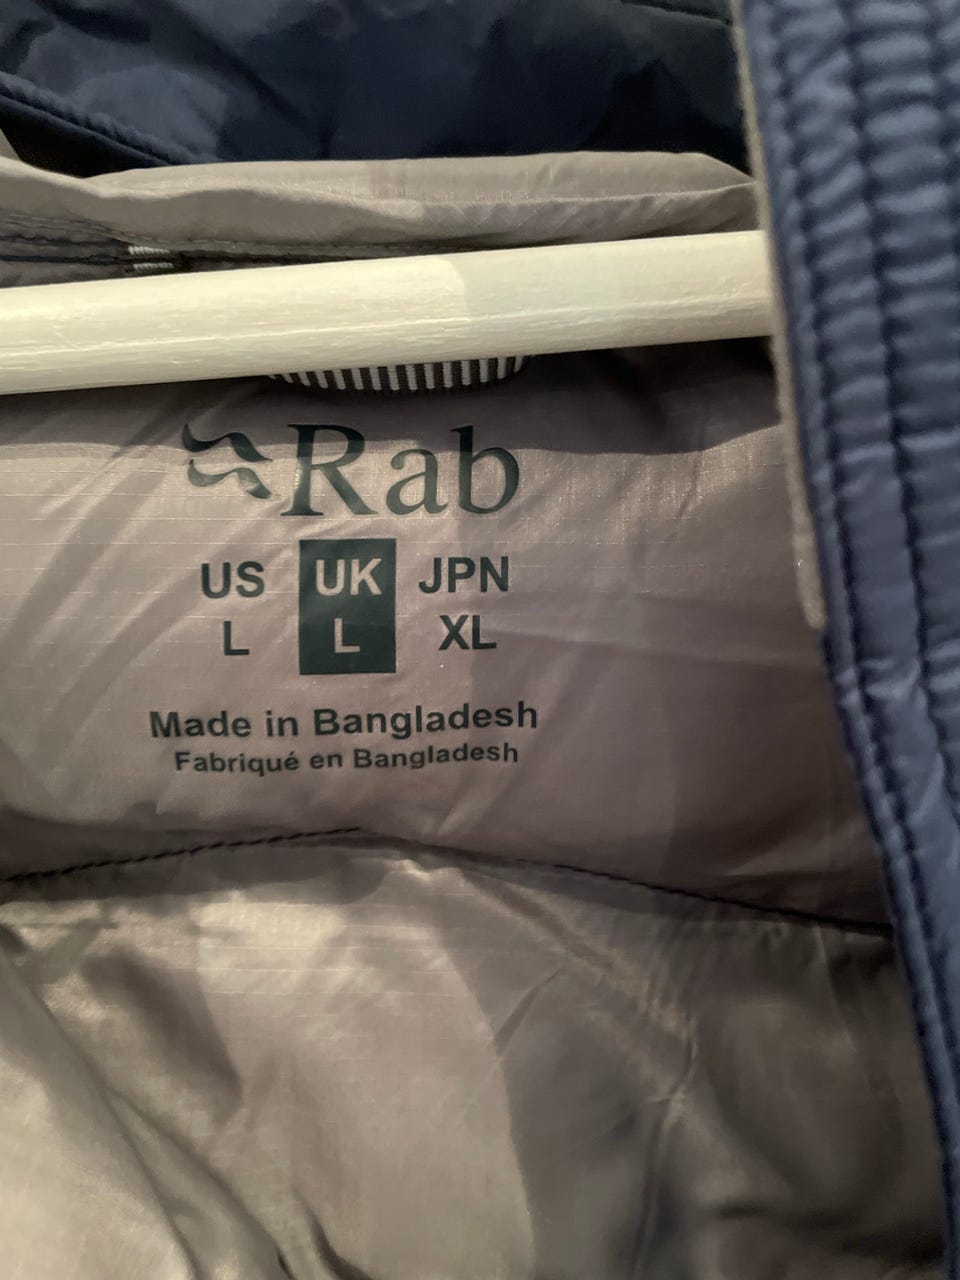 Rab
US UK JPN
L L XL
Made in Bangladesh
Fabriqué en Bangladesh